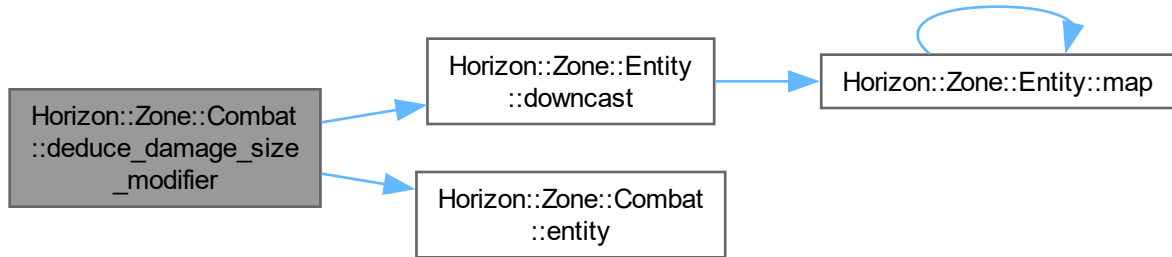 Horizon::Zone::Combat
::deduce_damage_size
_modifier
Horizon::Zone::Entity
::downcast
Horizon::Zone::Entity::map
Horizon::Zone::Combat
::entity